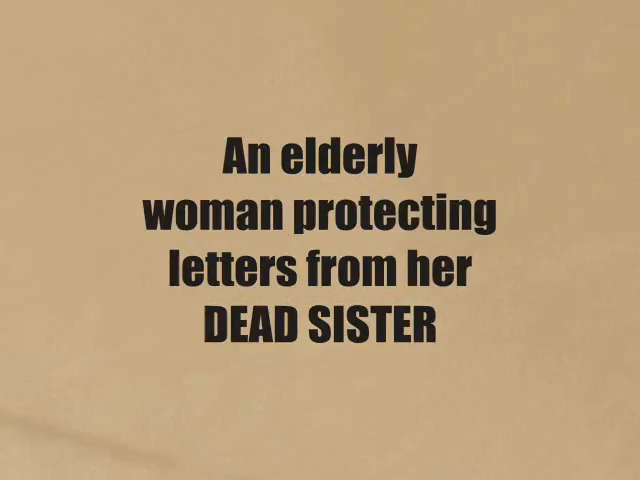 An elderly
woman protecting
letters from her
DEAD SISTER